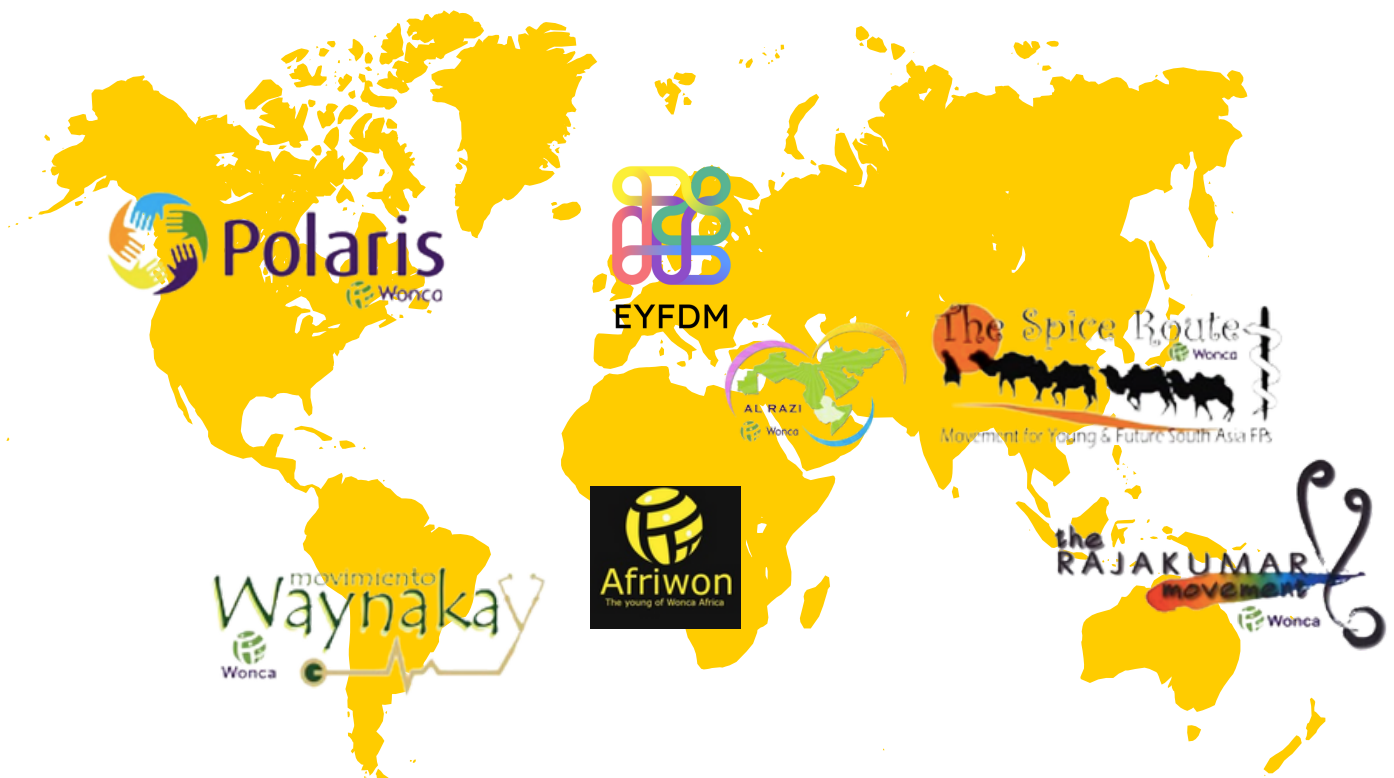 Polaris
Wonca
EYFDM
The Spice Route
Wonca
Movement for Young & Future South Asia FPs
AL RAZI
Wonca
Afriwon
The young of Wonca Africa
the
RAJAKUMAR
movement
Wonca
movimiento
Waynakay
Wonca